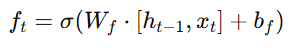 f_t = σ(W_f · [h_{t−1}, x_t] + b_f)